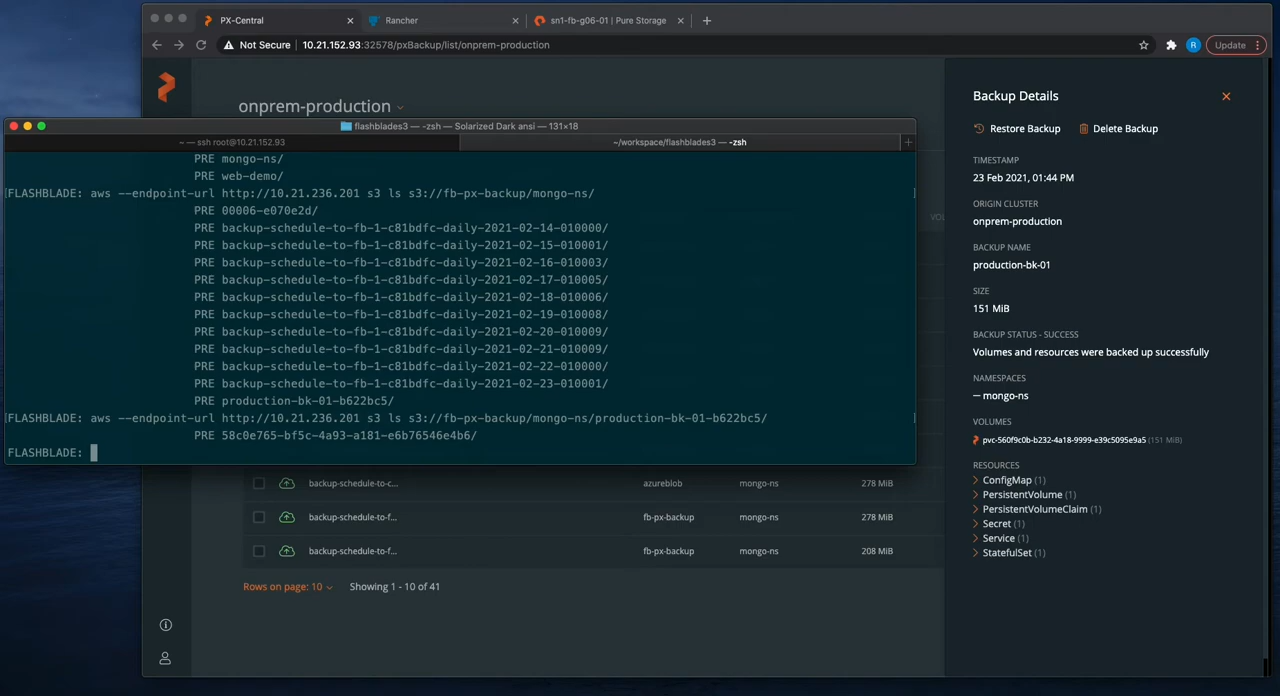 PX-Central
Rancher
sn1-fb-g06-01 | Pure Storage
Not Secure
10.21.152.93:32578/pxBackup/list/onprem-production
R
Update
onprem-production
flashblades3 — -zsh — Solarized Dark ansi — 131×18
~ — ssh root@10.21.152.93
~/workspace/flashblades3 — -zsh
PRE mongo-ns/
PRE web-demo/
[FLASHBLADE: aws --endpoint-url http://10.21.236.201 s3 ls s3://fb-px-backup/mongo-ns/ ]
PRE 00006-e070e2d/
PRE backup-schedule-to-fb-1-c81bdfc-daily-2021-02-14-010000/
PRE backup-schedule-to-fb-1-c81bdfc-daily-2021-02-15-010001/
PRE backup-schedule-to-fb-1-c81bdfc-daily-2021-02-16-010003/
PRE backup-schedule-to-fb-1-c81bdfc-daily-2021-02-17-010005/
PRE backup-schedule-to-fb-1-c81bdfc-daily-2021-02-18-010006/
PRE backup-schedule-to-fb-1-c81bdfc-daily-2021-02-19-010008/
PRE backup-schedule-to-fb-1-c81bdfc-daily-2021-02-20-010009/
PRE backup-schedule-to-fb-1-c81bdfc-daily-2021-02-21-010009/
PRE backup-schedule-to-fb-1-c81bdfc-daily-2021-02-22-010000/
PRE backup-schedule-to-fb-1-c81bdfc-daily-2021-02-23-010001/
PRE production-bk-01-b622bc5/
[FLASHBLADE: aws --endpoint-url http://10.21.236.201 s3 ls s3://fb-px-backup/mongo-ns/production-bk-01-b622bc5/ ]
PRE 58c0e765-bf5c-4a93-a181-e6b76546e4b6/
FLASHBLADE:
VOL
backup-schedule-to-c... azureblob mongo-ns 278 MiB
backup-schedule-to-f... fb-px-backup mongo-ns 278 MiB
backup-schedule-to-f... fb-px-backup mongo-ns 208 MiB
Rows on page: 10 Showing 1 - 10 of 41
Backup Details
Restore Backup Delete Backup
TIMESTAMP
23 Feb 2021, 01:44 PM
ORIGIN CLUSTER
onprem-production
BACKUP NAME
production-bk-01
SIZE
151 MiB
BACKUP STATUS - SUCCESS
Volumes and resources were backed up successfully
NAMESPACES
— mongo-ns
VOLUMES
pvc-560f9c0b-b232-4a18-9999-e39c5095e9a5 (151 MiB)
RESOURCES
ConfigMap (1)
PersistentVolume (1)
PersistentVolumeClaim (1)
Secret (1)
Service (1)
StatefulSet (1)